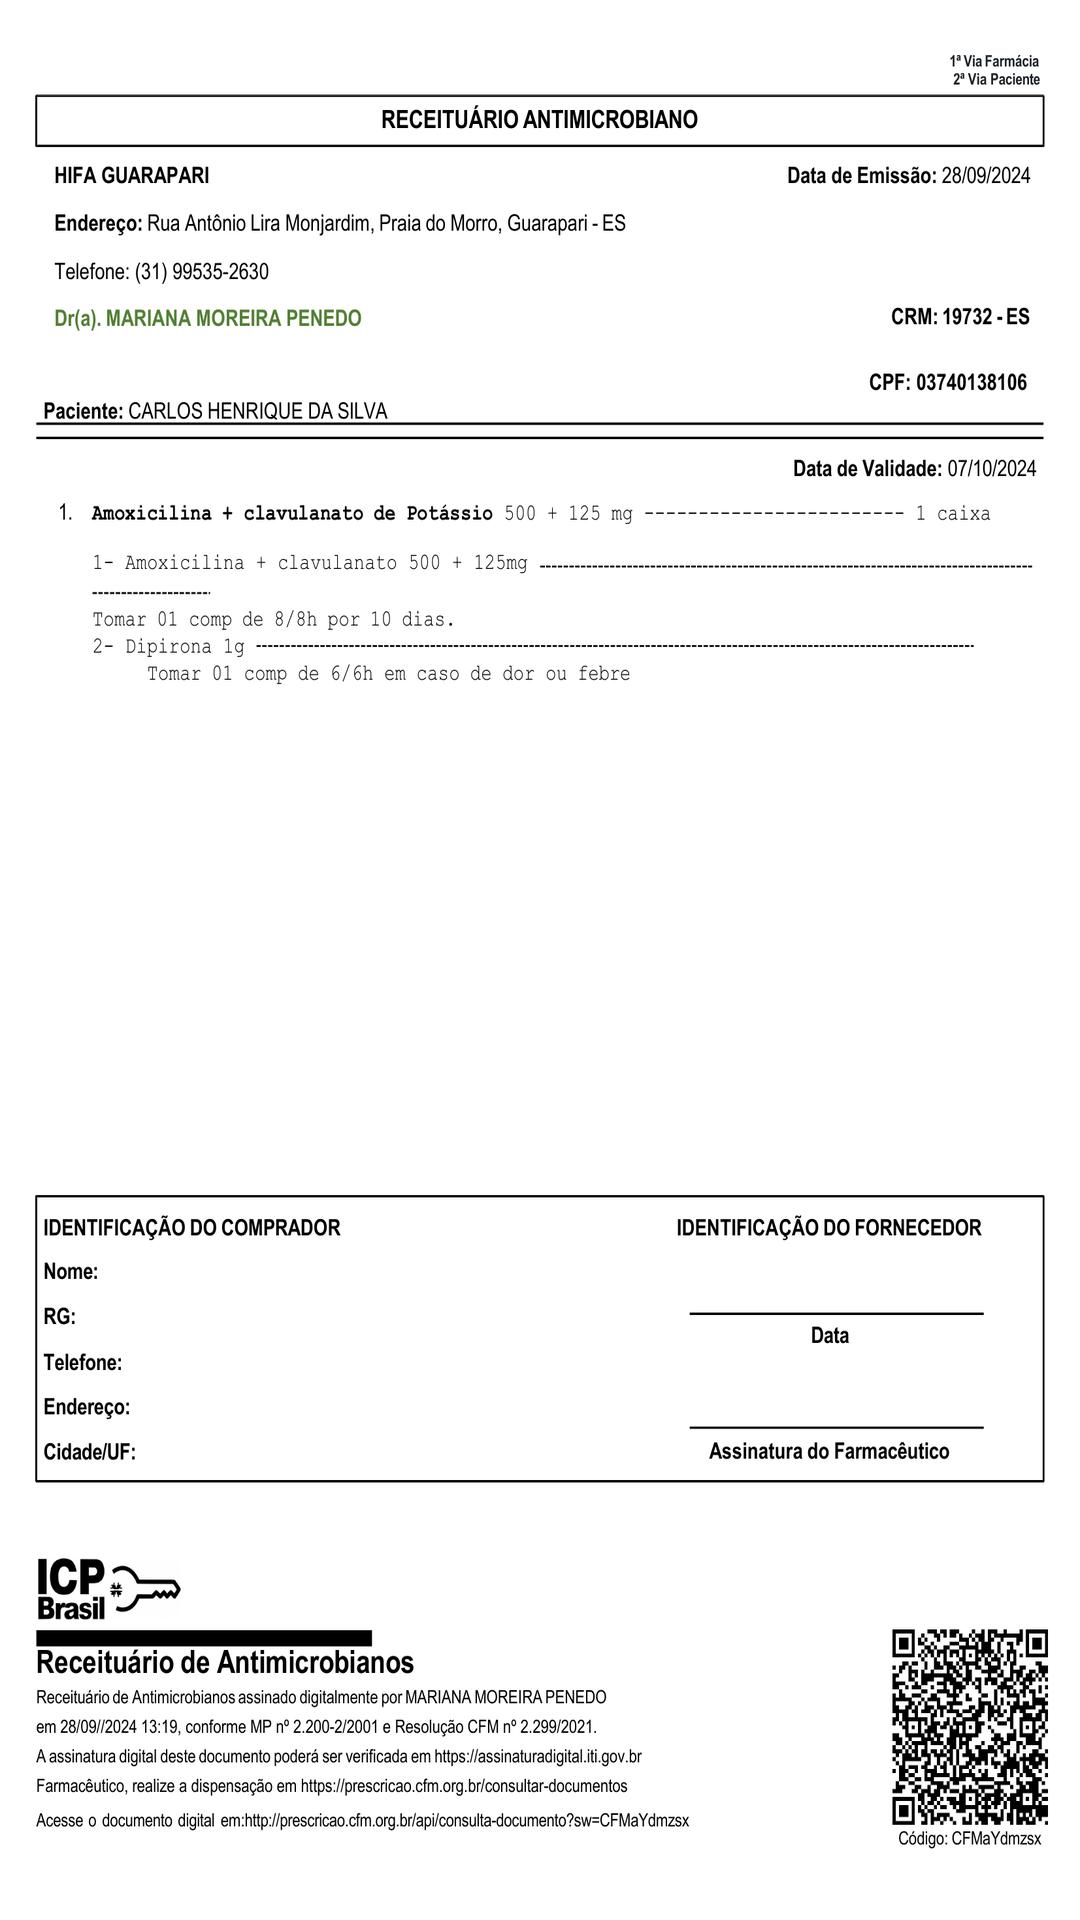 1ª Via Farmácia
2ª Via Paciente
RECEITUÁRIO ANTIMICROBIANO
HIFA GUARAPARI Data de Emissão: 28/09/2024
Endereço: Rua Antônio Lira Monjardim, Praia do Morro, Guarapari - ES
Telefone: (31) 99535-2630
Dr(a). MARIANA MOREIRA PENEDO CRM: 19732 - ES
CPF: 03740138106
Paciente: CARLOS HENRIQUE DA SILVA
Data de Validade: 07/10/2024
1. Amoxicilina + clavulanato de Potássio 500 + 125 mg ------------------------ 1 caixa
1- Amoxicilina + clavulanato 500 + 125mg --------------------------------------------------
--------------------
Tomar 01 comp de 8/8h por 10 dias.
2- Dipirona 1g --------------------------------------------------
Tomar 01 comp de 6/6h em caso de dor ou febre
IDENTIFICAÇÃO DO COMPRADOR IDENTIFICAÇÃO DO FORNECEDOR
Nome:
RG:
Data
Telefone:
Endereço:
Cidade/UF: Assinatura do Farmacêutico
ICP
Brasil
Receituário de Antimicrobianos
Receituário de Antimicrobianos assinado digitalmente por MARIANA MOREIRA PENEDO
em 28/09//2024 13:19, conforme MP nº 2.200-2/2001 e Resolução CFM nº 2.299/2021.
A assinatura digital deste documento poderá ser verificada em https://assinaturadigital.iti.gov.br
Farmacêutico, realize a dispensação em https://prescricao.cfm.org.br/consultar-documentos
Acesse o documento digital em:http://prescricao.cfm.org.br/api/consulta-documento?sw=CFMaYdmzsx
Código: CFMaYdmzsx